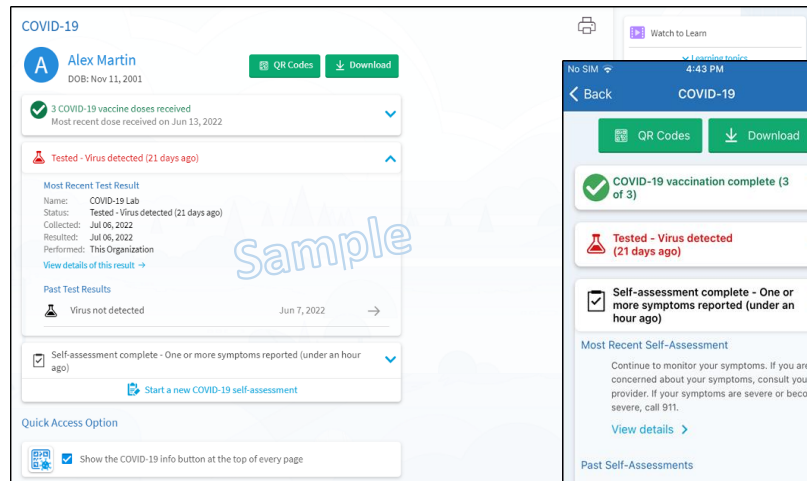 COVID-19
A
Alex Martin
DOB: Nov 11, 2001
QR Codes
Download
3 COVID-19 vaccine doses received
Most recent dose received on Jun 13, 2022
Tested - Virus detected (21 days ago)
Most Recent Test Result
Name: COVID-19 Lab
Status: Tested - Virus detected (21 days ago)
Collected: Jul 06, 2022
Resulted: Jul 06, 2022
Performed: This Organization
View details of this result →
Past Test Results
Virus not detected Jun 7, 2022 →
Sample
Self-assessment complete - One or more symptoms reported (under an hour
ago)
Start a new COVID-19 self-assessment
Quick Access Option
Show the COVID-19 info button at the top of every page
Watch to Learn
Learning topics
No SIM 4:43 PM
Back COVID-19
QR Codes Download
COVID-19 vaccination complete (3
of 3)
Tested - Virus detected
(21 days ago)
Self-assessment complete - One or
more symptoms reported (under an
hour ago)
Most Recent Self-Assessment
Continue to monitor your symptoms. If you are
concerned about your symptoms, consult
provider. If your symptoms are severe or
severe, call 911.
View details >
Past Self-Assessments